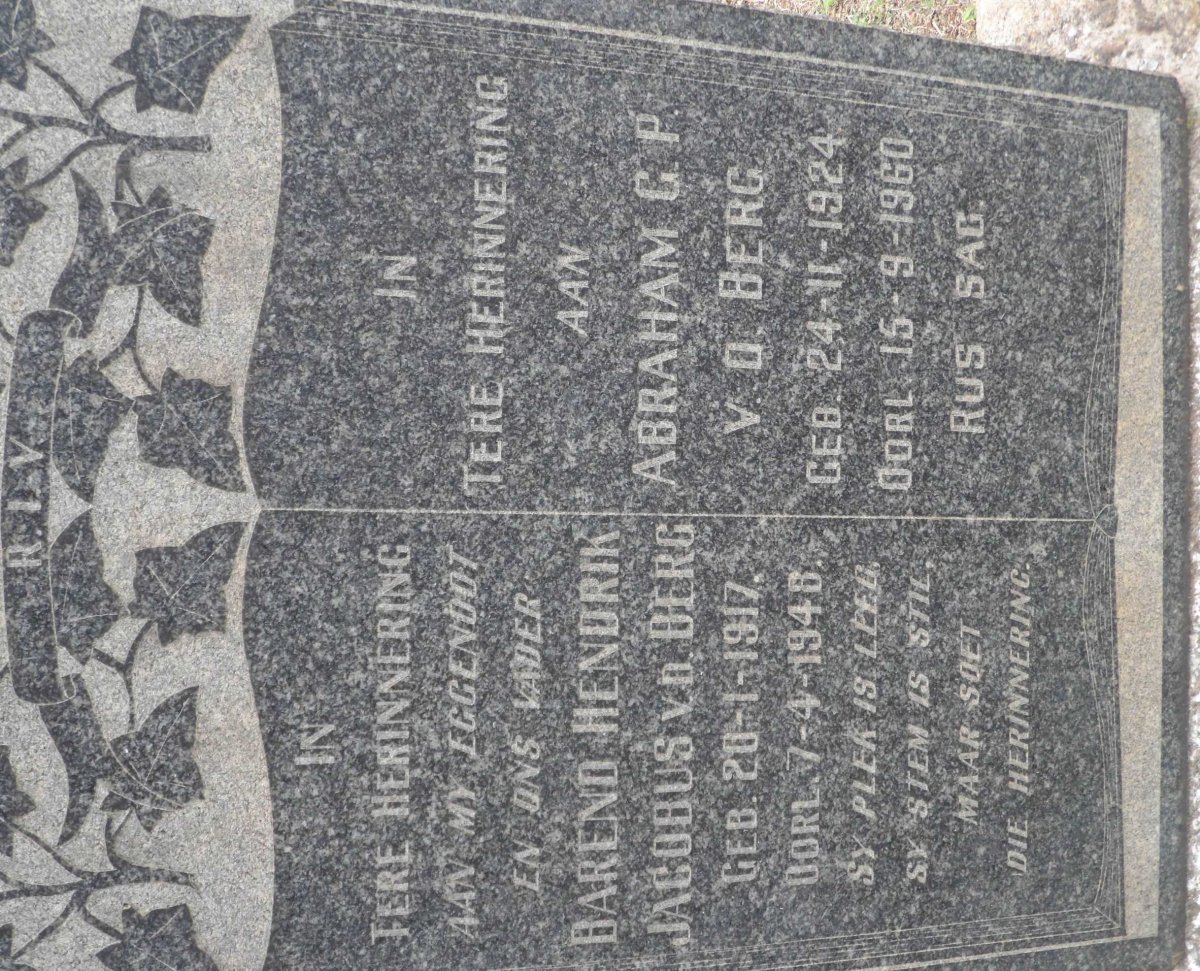 R.I.V.
IN
TERE HERINNERING
AAN MY EGGENOOT
EN ONS VADER
BAREND HENDRIK
JACOBUS V.D. BERG
GEB. 20-1-1917.
OORL. 7-4-1948.
SY PLEK IS LEEG.
SY STEM IS STIL.
MAAR SOET
DIE HERINNERING.
IN
TERE HERINNERING
AAN
ABRAHAM C. P.
V. D. BERG
GEB. 24-11-1924
OORL. 15-9-1960
RUS SAG.